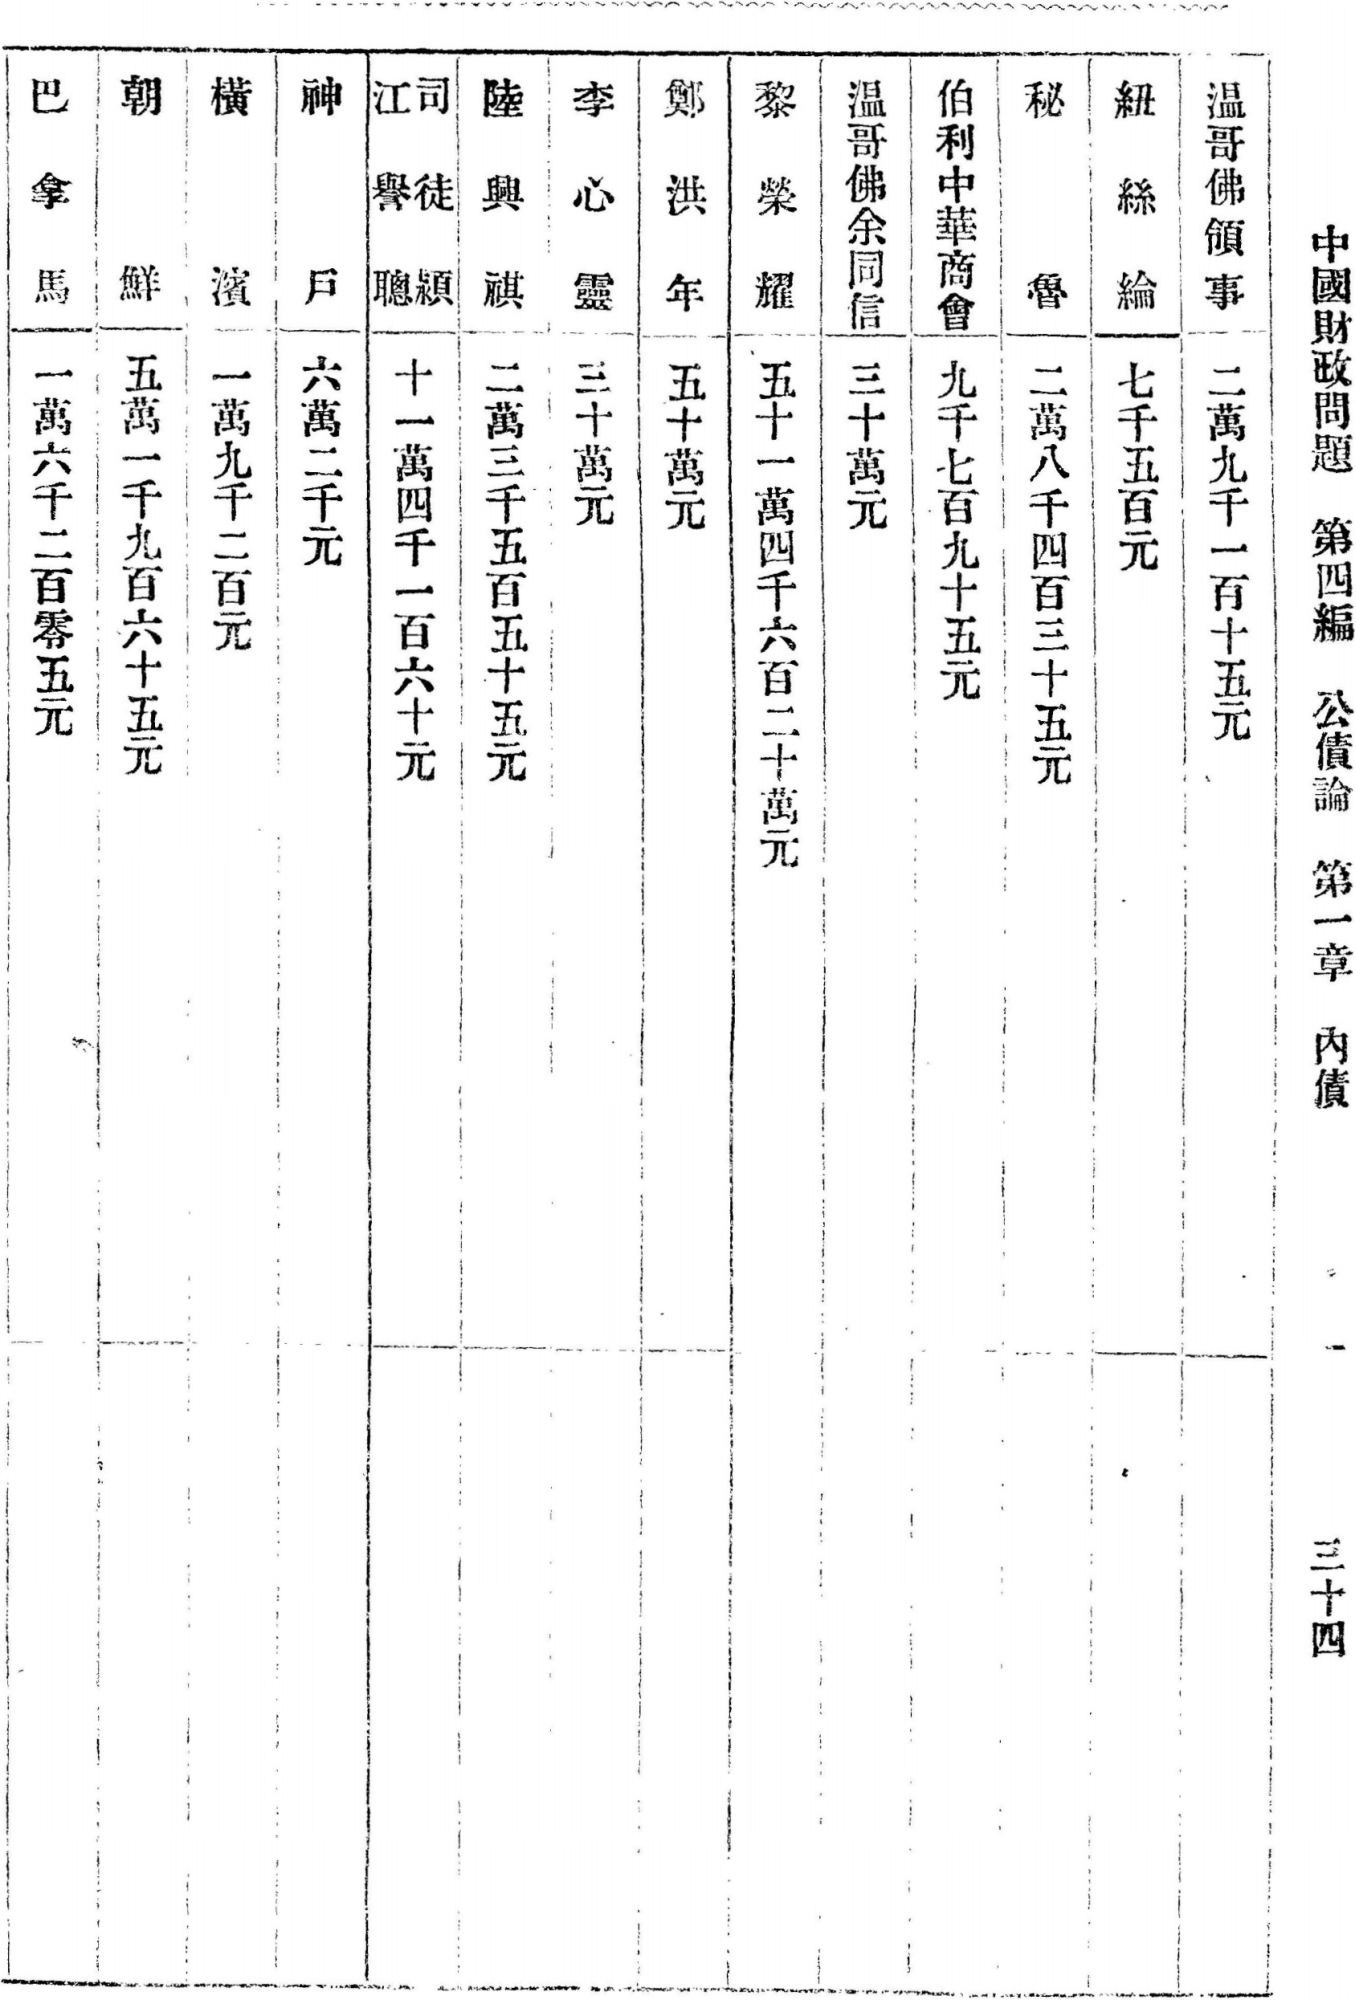 中國財政問題 第四編 公債論 第一章 內債 三十四
温哥佛領事 二萬九千一百十五元
紐絲綸 七千五百元
秘魯 二萬八千四百三十五元
伯利中華商會 九千七百九十五元
温哥佛余同信 三十萬元
黎榮耀 五十一萬四千六百二十萬元
鄭洪年 五十萬元
李心靈 三十萬元
陸興祺 二萬三千五百五十五元
司徒潁
江譽聰 十一萬四千一百六十元
神戶 六萬二千元
橫濱 一萬九千二百元
朝鮮 五萬一千九百六十五元
巴拿馬 一萬六千二百零五元